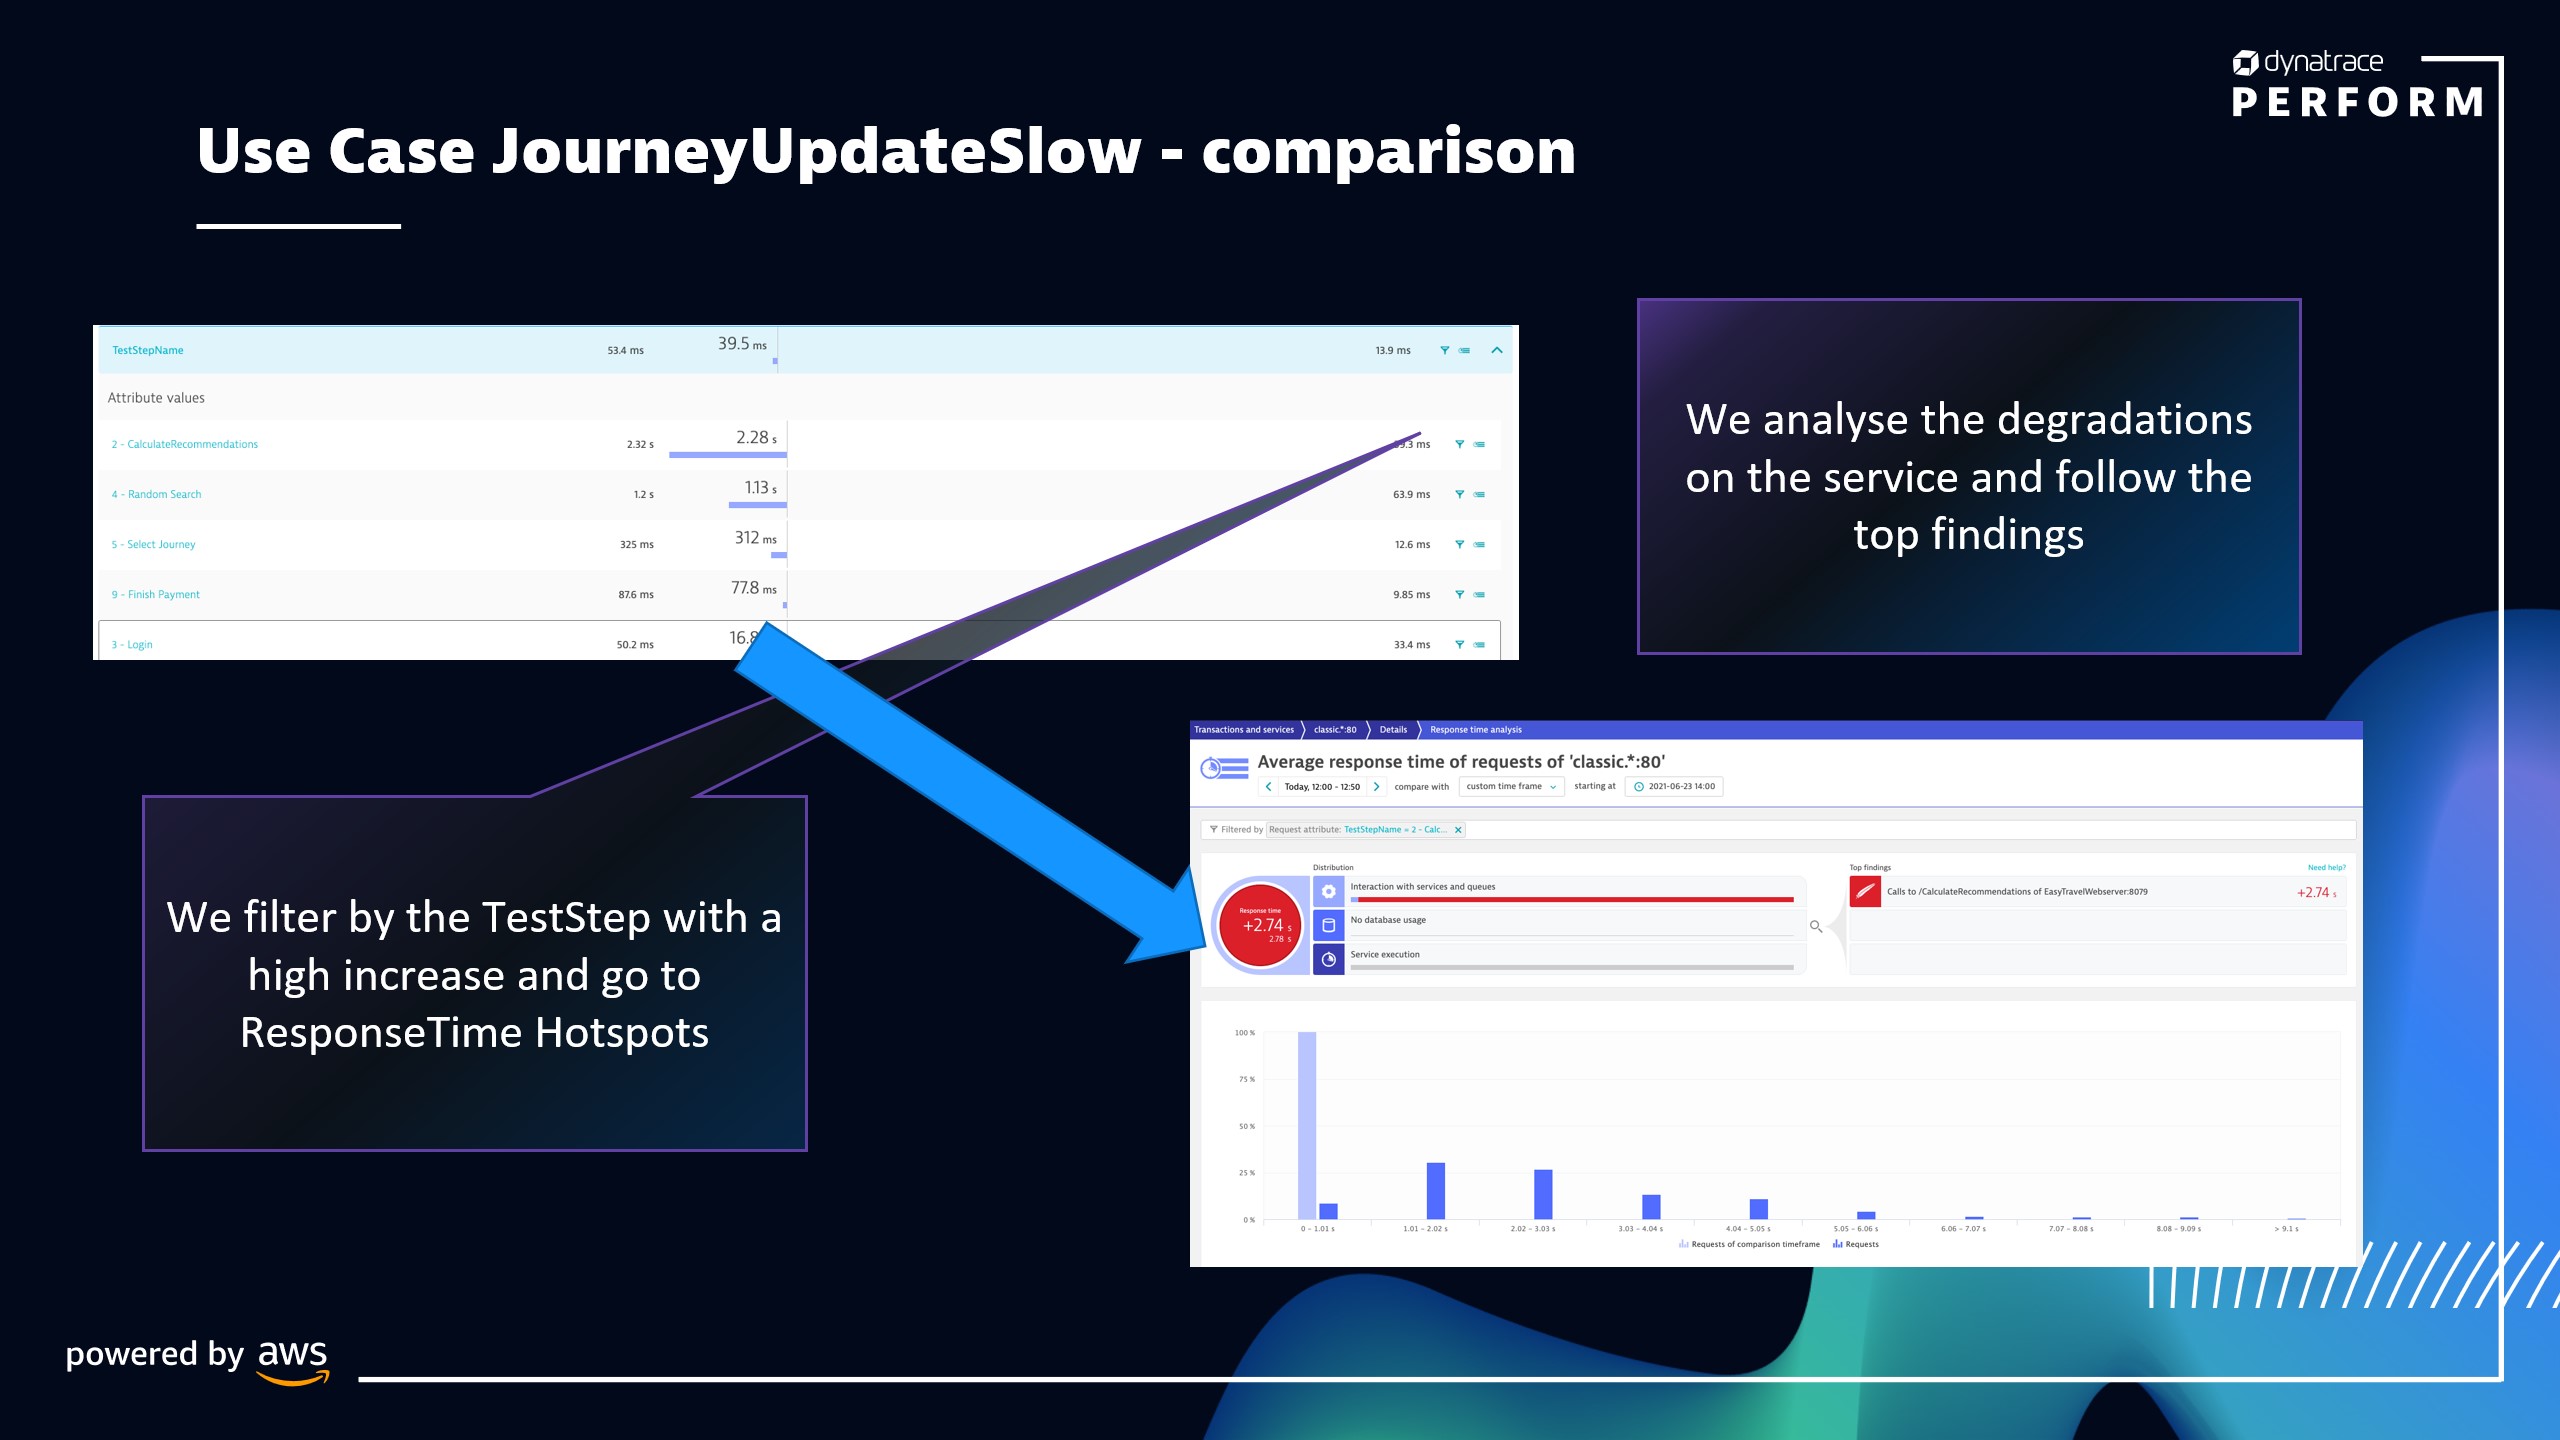 dynatrace
PERFORM
Use Case JourneyUpdateSlow - comparison
TestStepName 53.4 ms 39.5 ms 13.9 ms
Attribute values
2 - CalculateRecommendations 2.32 s 2.28 s ms
4 - Random Search 1.2 s 1.13 s 63.9 ms
5 - Select Journey 325 ms 312 ms 12.6 ms
9 - Finish Payment 87.6 ms 77.8 ms 9.85 ms
3 - Login 50.2 ms 33.4 ms
We analyse the degradations
on the service and follow the
top findings
We filter by the TestStep with a
high increase and go to
ResponseTime Hotspots
Transactions and services classic.*:80 Details Response time analysis
Average response time of requests of 'classic.*:80'
Today, 12:00 - 12:50 compare with custom time frame starting at 2021-06-23 14:00
Filtered by Request attribute: TestStepName = 2 - Calc...
Distribution
Response time
+2.74 s
2.78 s
Interaction with services and queues
No database usage
Service execution
Top findings Need help?
Calls to /CalculateRecommendations of EasyTravelWebserver:8079 +2.74 s
100 %
75 %
50 %
25 %
0 %
0 - 1.01 s 1.01 - 2.02 s 2.02 - 3.03 s 3.03 - 4.04 s 4.04 - 5.05 s 5.05 - 6.06 s 6.06 - 7.07 s 7.07 - 8.08 s 8.08 - 9.09 s > 9.1 s
Requests of comparison timeframe Requests
powered by aws